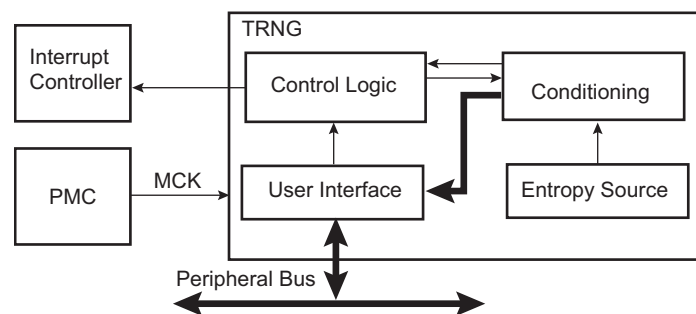 TRNG
Interrupt
Controller
Control Logic
Conditioning
PMC
MCK
User Interface
Entropy Source
Peripheral Bus